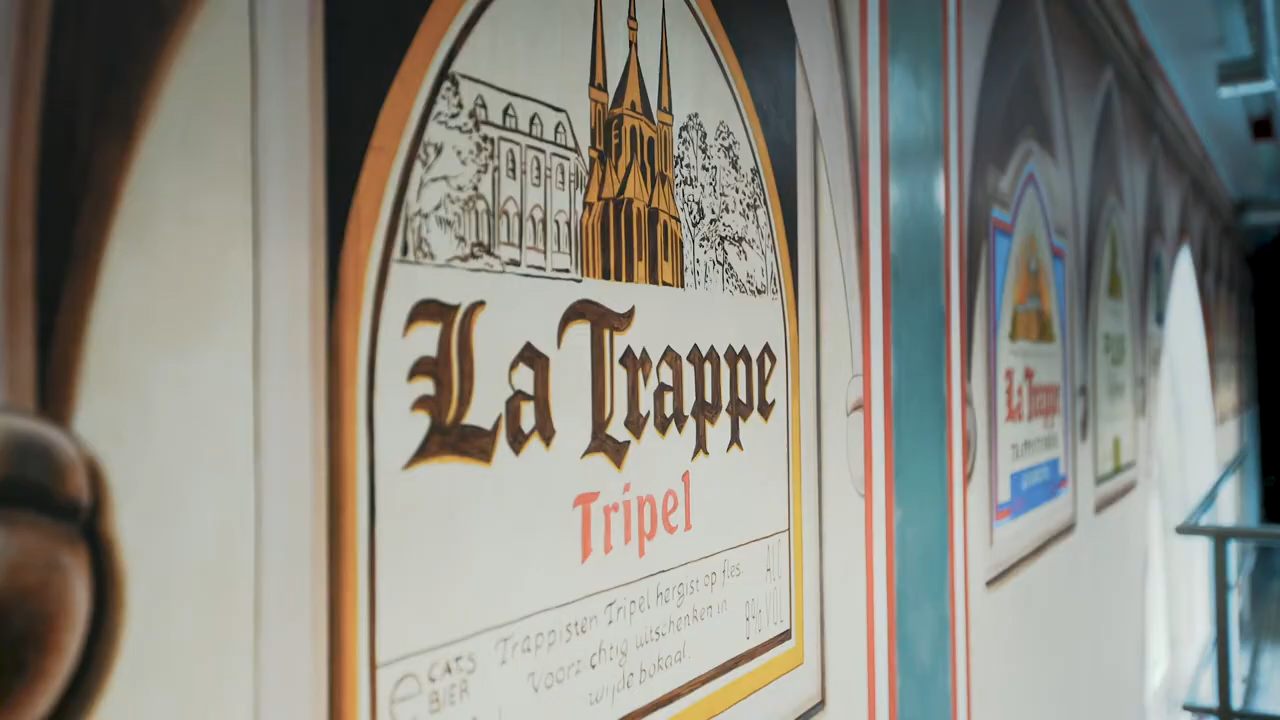 La Trappe
Tripel
Trappisten Tripel hergist op fles.
Voorzichtig uitschenken in
wijde bokaal.
ALC
8% VOL
e CAT.S
BIER
La Trappe